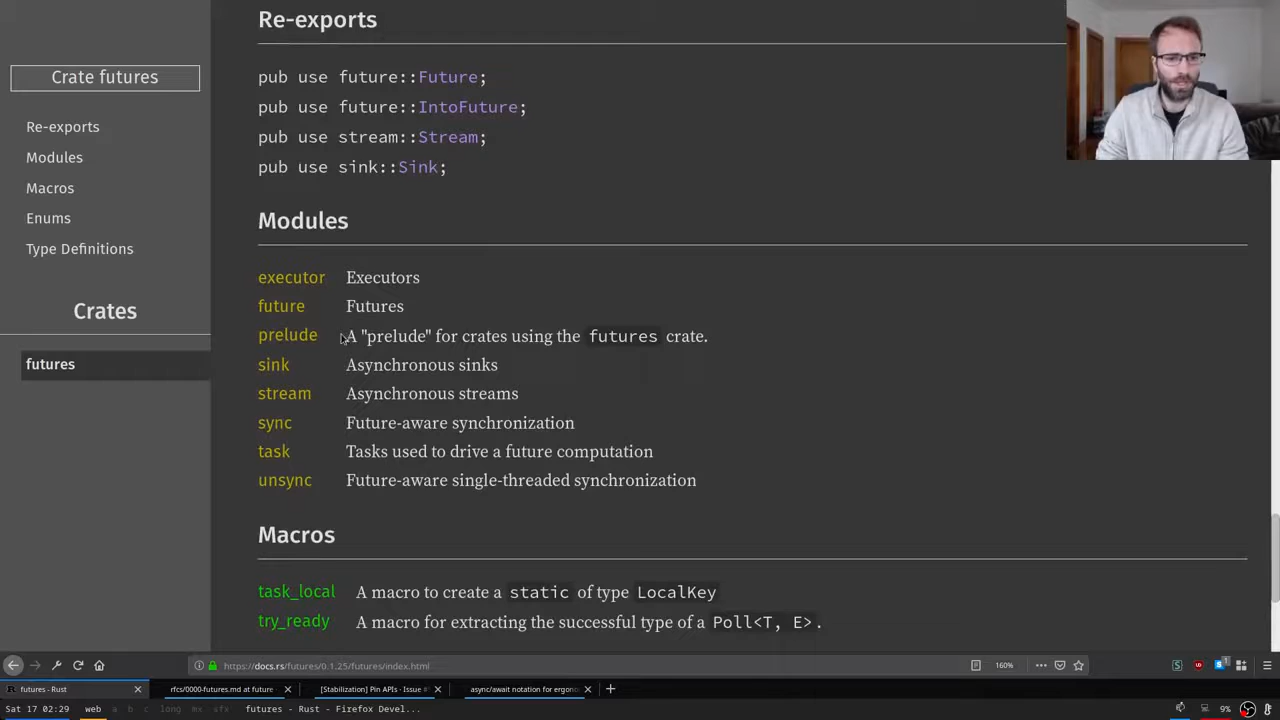 Re-exports
Crate futures
pub use future::Future;
pub use future::IntoFuture;
Re-exports
pub use stream::Stream;
Modules
pub use sink::Sink;
Macros
Enums
Modules
Type Definitions
executor Executors
Crates
future Futures
prelude A "prelude" for crates using the futures crate.
futures
sink Asynchronous sinks
stream Asynchronous streams
sync Future-aware synchronization
task Tasks used to drive a future computation
unsync Future-aware single-threaded synchronization
Macros
task_local A macro to create a static of type LocalKey
try_ready A macro for extracting the successful type of a Poll<T, E>.
https://docs.rs/futures/0.1.25/futures/index.html 160%
futures - Rust rfcs/0000-futures.md at future [Stabilization] Pin APIs · Issue # async/await notation for ergono
Sat 17 02:29 web a b c long mx sfx futures - Rust - Firefox Devel... 9%